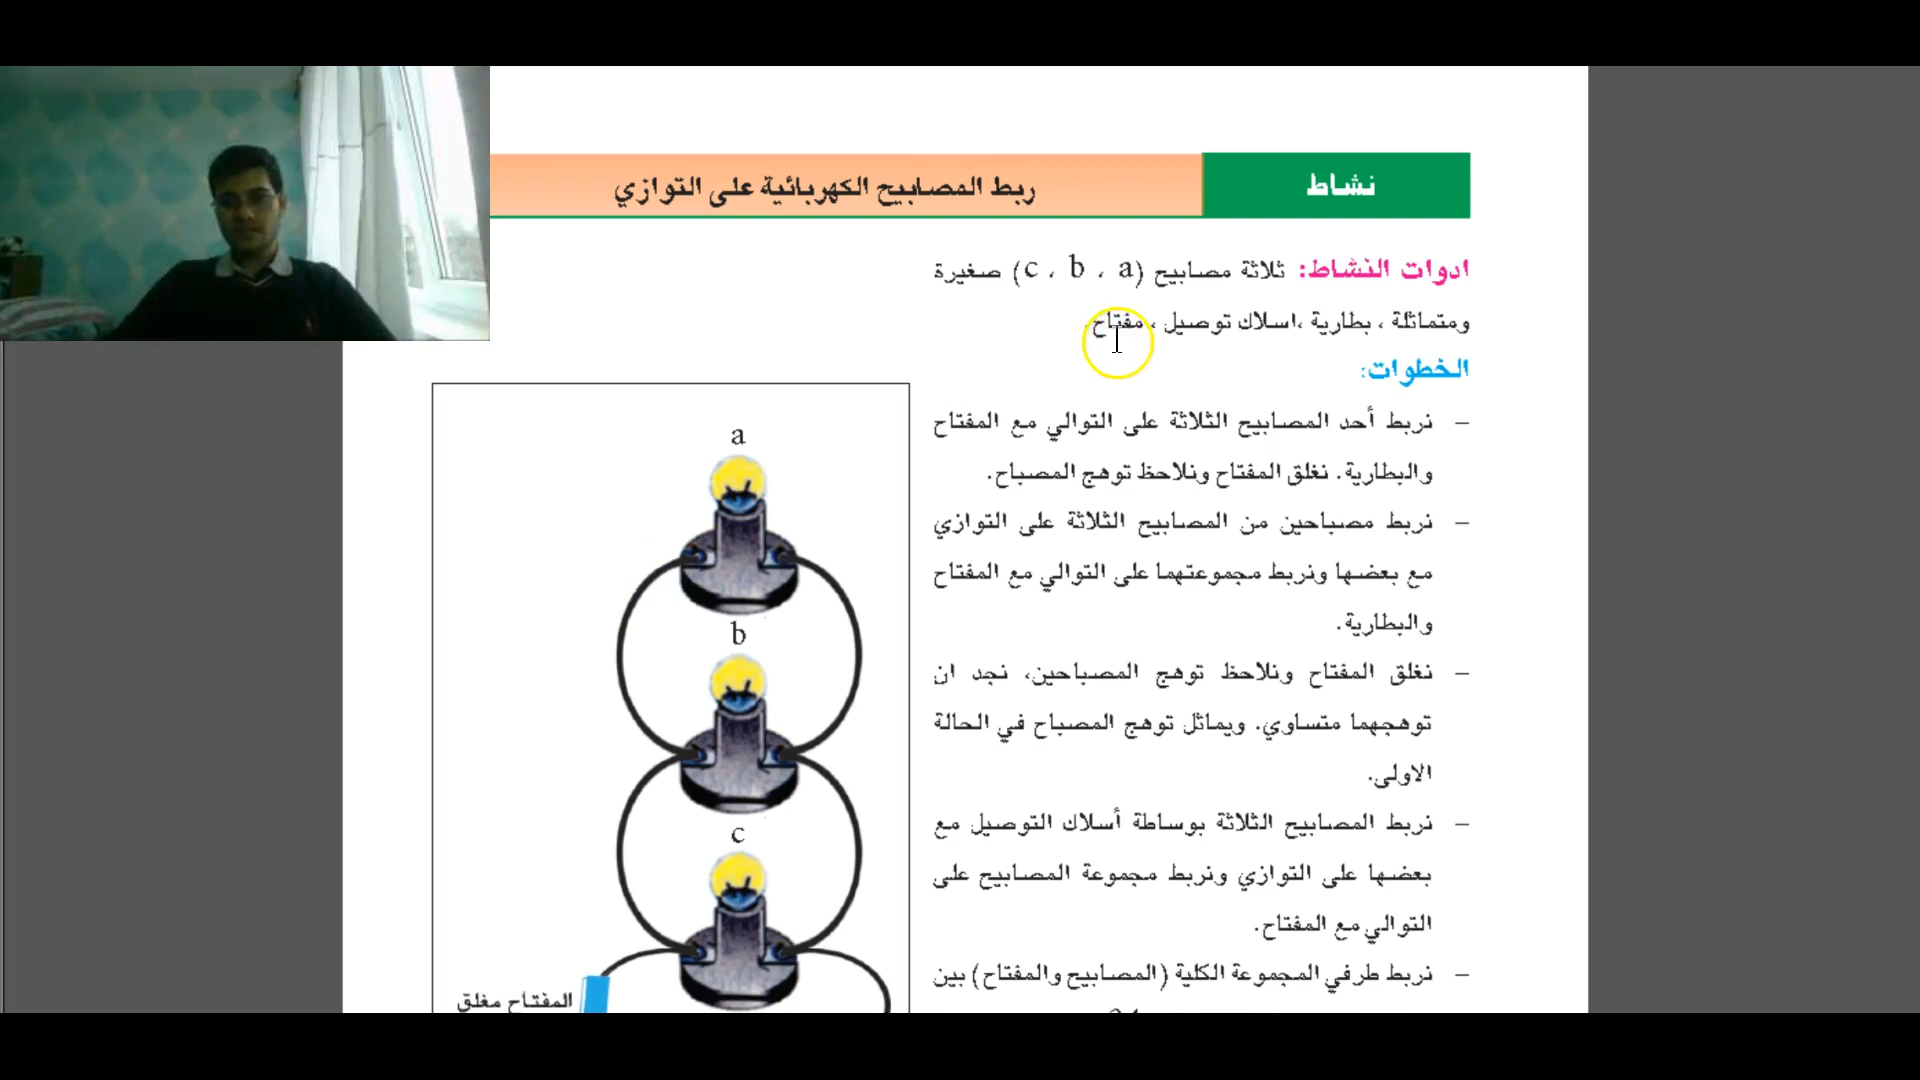 نشاط
ربط المصابيح الكهربائية على التوازي
ادوات النشاط: ثلاثة مصابيح (c ، b ، a) صغيرة
ومتماثلة ، بطارية ،اسلاك توصيل ، مفتاح.
الخطوات:
– نربط أحد المصابيح الثلاثة على التوالي مع المفتاح
والبطارية. نغلق المفتاح ونلاحظ توهج المصباح.
– نربط مصباحين من المصابيح الثلاثة على التوازي
مع بعضها ونربط مجموعتهما على التوالي مع المفتاح
والبطارية.
– نغلق المفتاح ونلاحظ توهج المصباحين، نجد ان
توهجهما متساوي. ويماثل توهج المصباح في الحالة
الاولى.
– نربط المصابيح الثلاثة بوساطة أسلاك التوصيل مع
بعضها على التوازي ونربط مجموعة المصابيح على
التوالي مع المفتاح.
– نربط طرفي المجموعة الكلية (المصابيح والمفتاح) بين
a
b
c
المفتاح مغلق